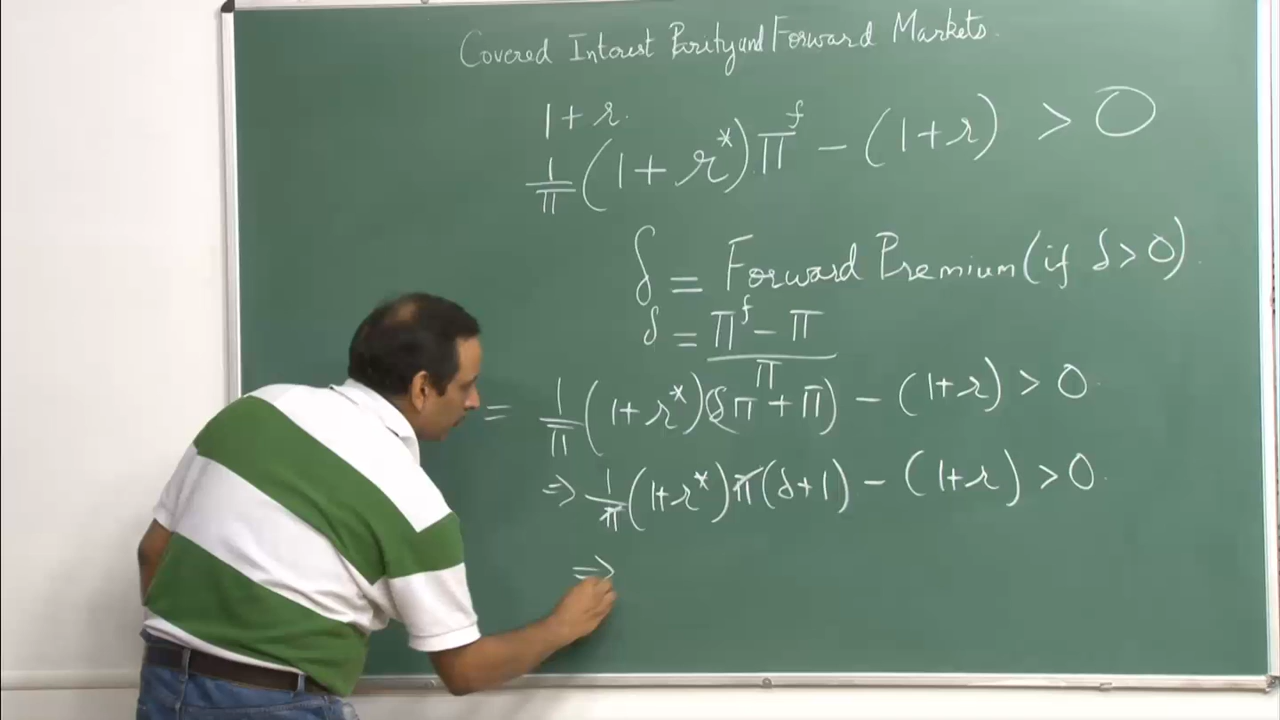 Covered Interest Parity and Forward Markets.
1 + r.
1/π (1 + r*) π^f − (1 + r) > 0
δ = Forward Premium (if δ > 0).
δ = (π^f − π)/π
= 1/π (1 + r*)(δπ + π) − (1 + r) > 0.
⇒ 1/π (1 + r*) π(δ + 1) − (1 + r) > 0.
⇒